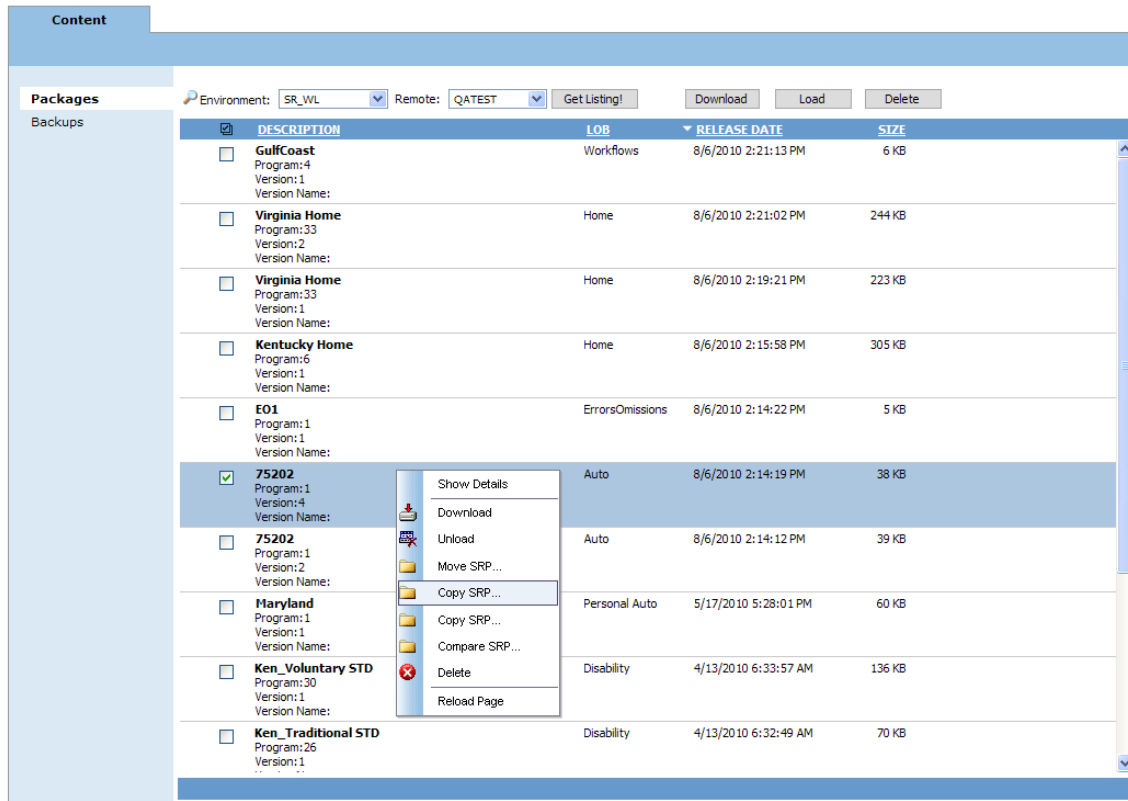 Content
Packages
Backups
Environment: SR_WL Remote: QATEST Get Listing! Download Load Delete
DESCRIPTION LOB RELEASE DATE SIZE
GulfCoast Workflows 8/6/2010 2:21:13 PM 6 KB
Program:4
Version:1
Version Name:
Virginia Home Home 8/6/2010 2:21:02 PM 244 KB
Program:33
Version:2
Version Name:
Virginia Home Home 8/6/2010 2:19:21 PM 223 KB
Program:33
Version:1
Version Name:
Kentucky Home Home 8/6/2010 2:15:58 PM 305 KB
Program:6
Version:1
Version Name:
EO1 ErrorsOmissions 8/6/2010 2:14:22 PM 5 KB
Program:1
Version:1
Version Name:
75202 Auto 8/6/2010 2:14:19 PM 38 KB
Program:1
Version:4
Version Name:
75202 Auto 8/6/2010 2:14:12 PM 39 KB
Program:1
Version:2
Version Name:
Maryland Personal Auto 5/17/2010 5:28:01 PM 60 KB
Program:1
Version:1
Version Name:
Ken_Voluntary STD Disability 4/13/2010 6:33:57 AM 136 KB
Program:30
Version:1
Version Name:
Ken_Traditional STD Disability 4/13/2010 6:32:49 AM 70 KB
Program:26
Version:1
Show Details
Download
Unload
Move SRP...
Copy SRP...
Copy SRP...
Compare SRP...
Delete
Reload Page